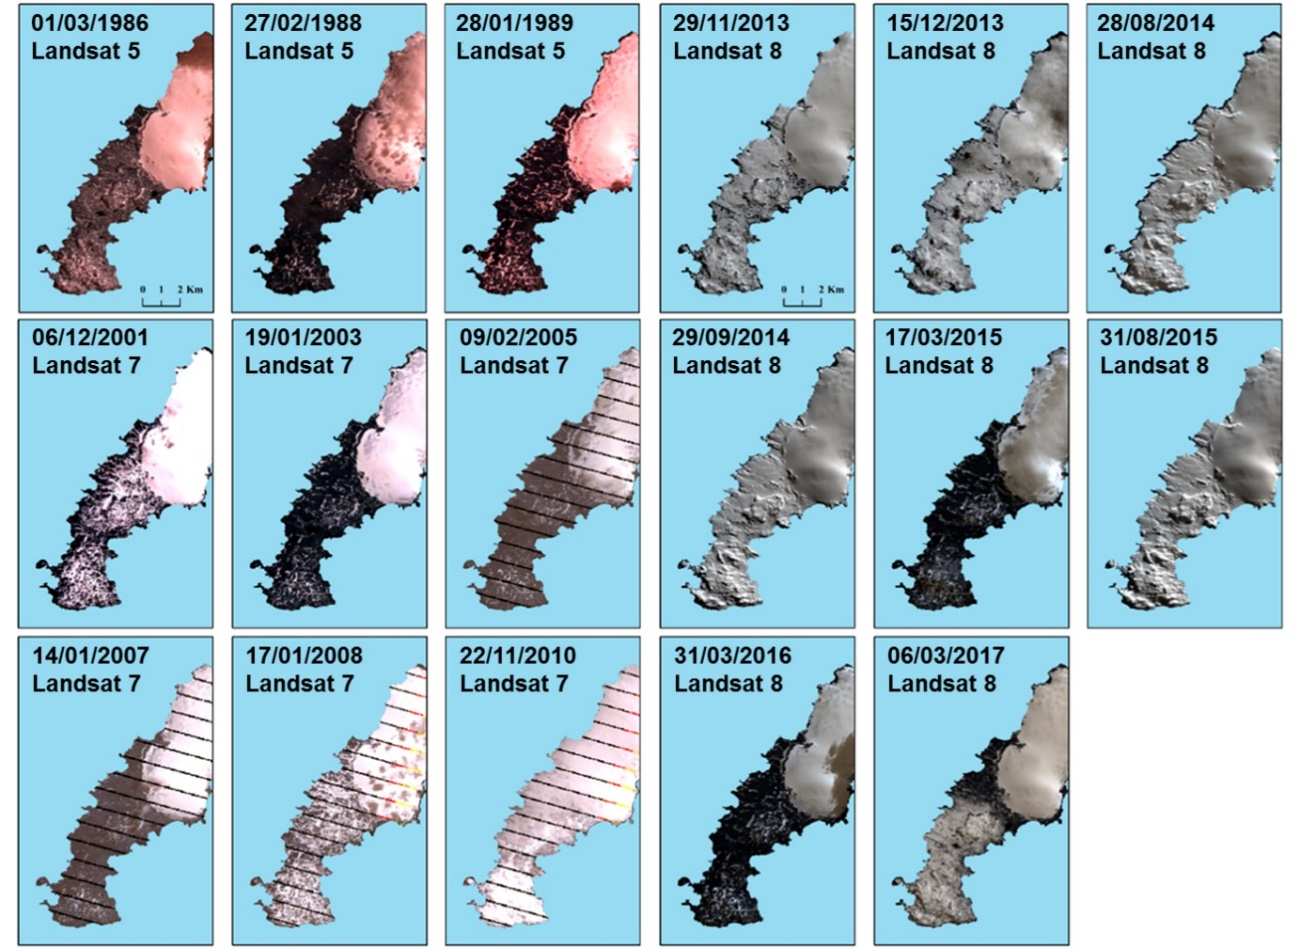 01/03/1986
Landsat 5
0 1 2 Km
27/02/1988
Landsat 5
28/01/1989
Landsat 5
29/11/2013
Landsat 8
0 1 2 Km
15/12/2013
Landsat 8
28/08/2014
Landsat 8
06/12/2001
Landsat 7
19/01/2003
Landsat 7
09/02/2005
Landsat 7
29/09/2014
Landsat 8
17/03/2015
Landsat 8
31/08/2015
Landsat 8
14/01/2007
Landsat 7
17/01/2008
Landsat 7
22/11/2010
Landsat 7
31/03/2016
Landsat 8
06/03/2017
Landsat 8